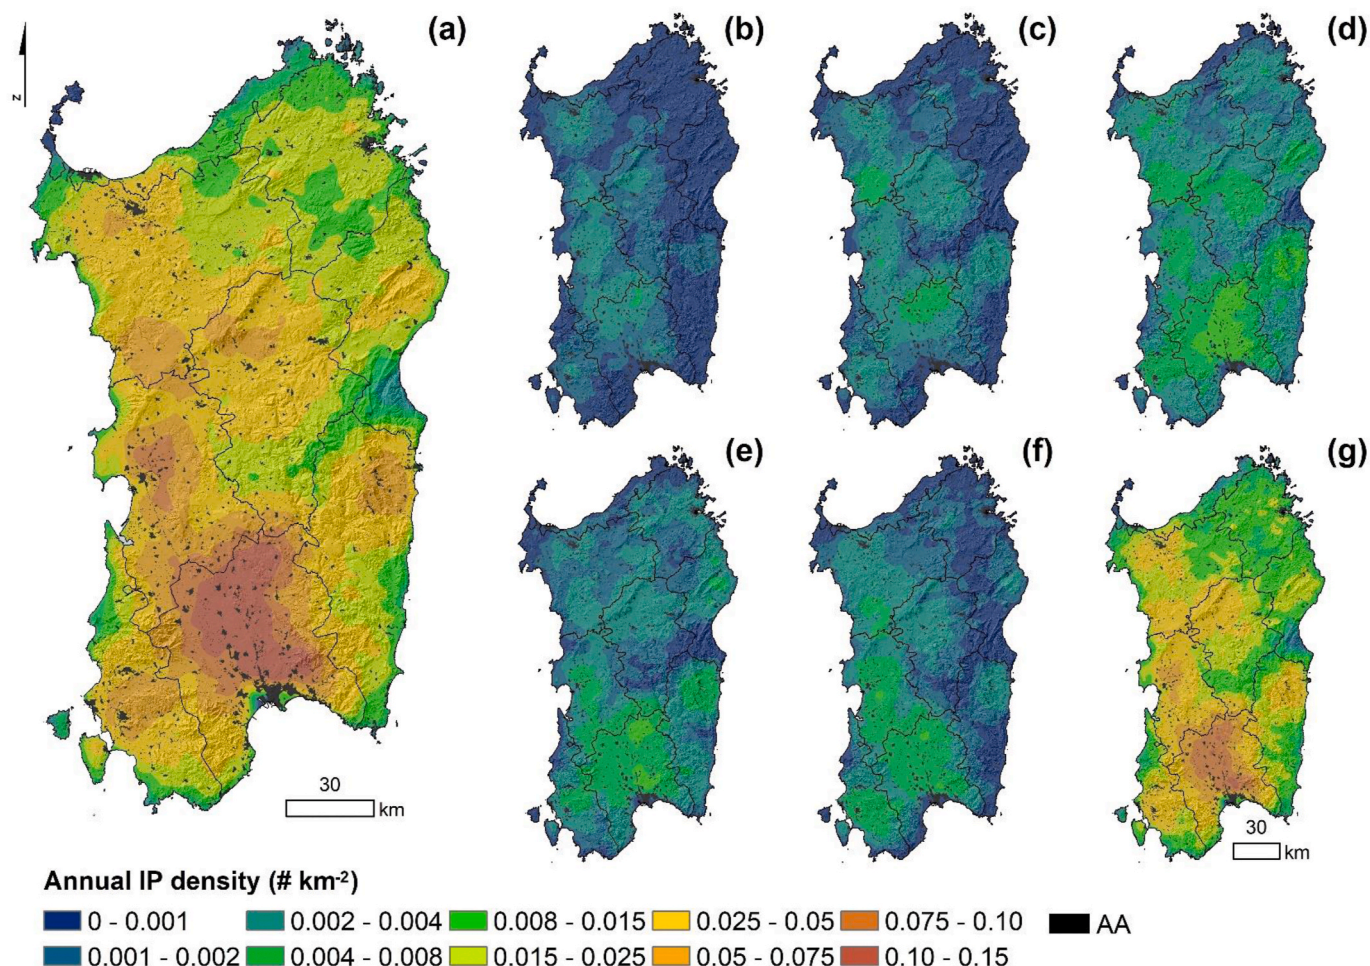 (a)
(b)
(c)
(d)
z
(e)
(f)
(g)
30
km
30
km
Annual IP density (# km-2)
0 - 0.001
0.002 - 0.004
0.008 - 0.015
0.025 - 0.05
0.075 - 0.10
AA
0.001 - 0.002
0.004 - 0.008
0.015 - 0.025
0.05 - 0.075
0.10 - 0.15